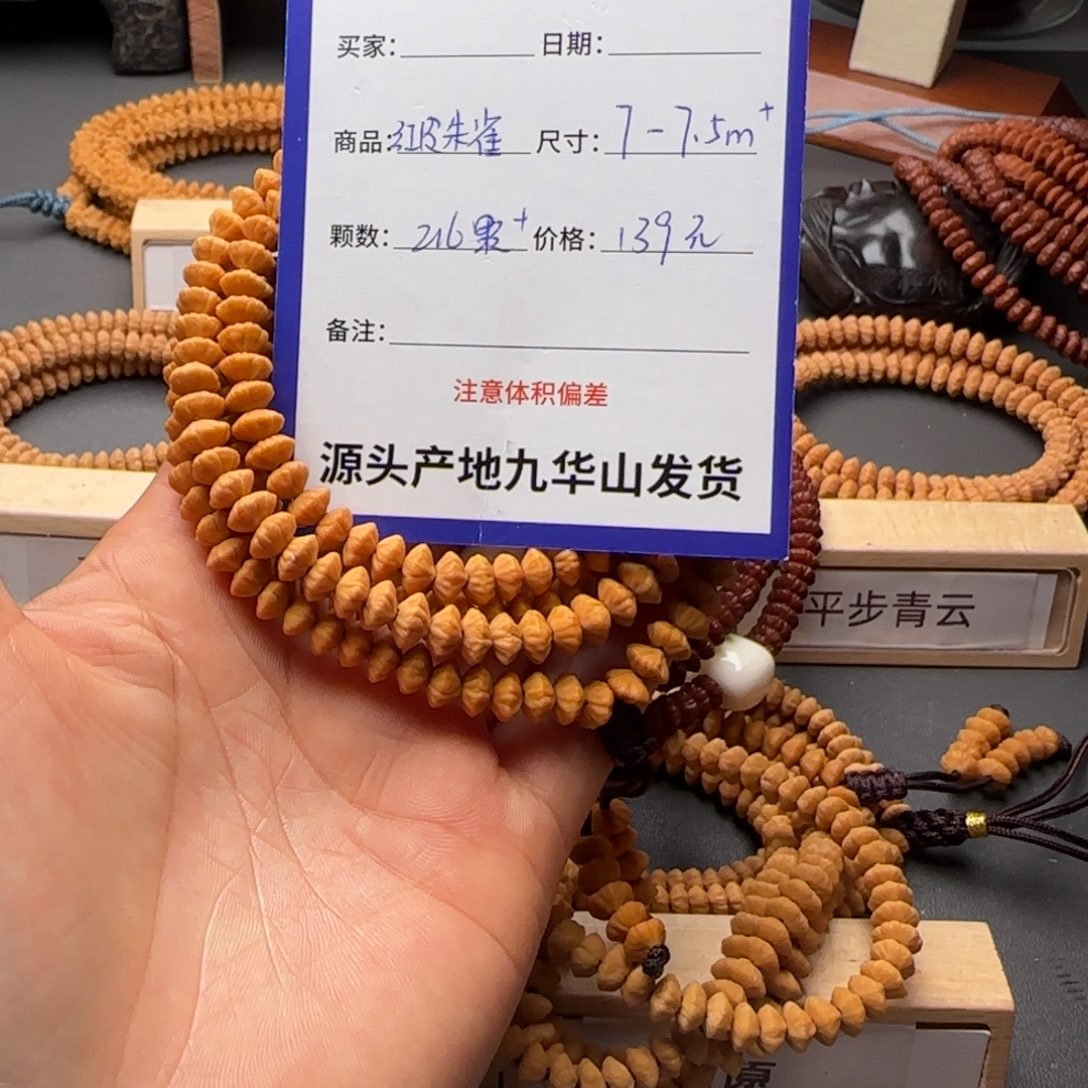 买家: 日期:
商品:红皮朱雀 尺寸:7-7.5m+
颗数:216果+ 价格:139元
备注:
注意体积偏差
源头产地九华山发货
平步青云
原